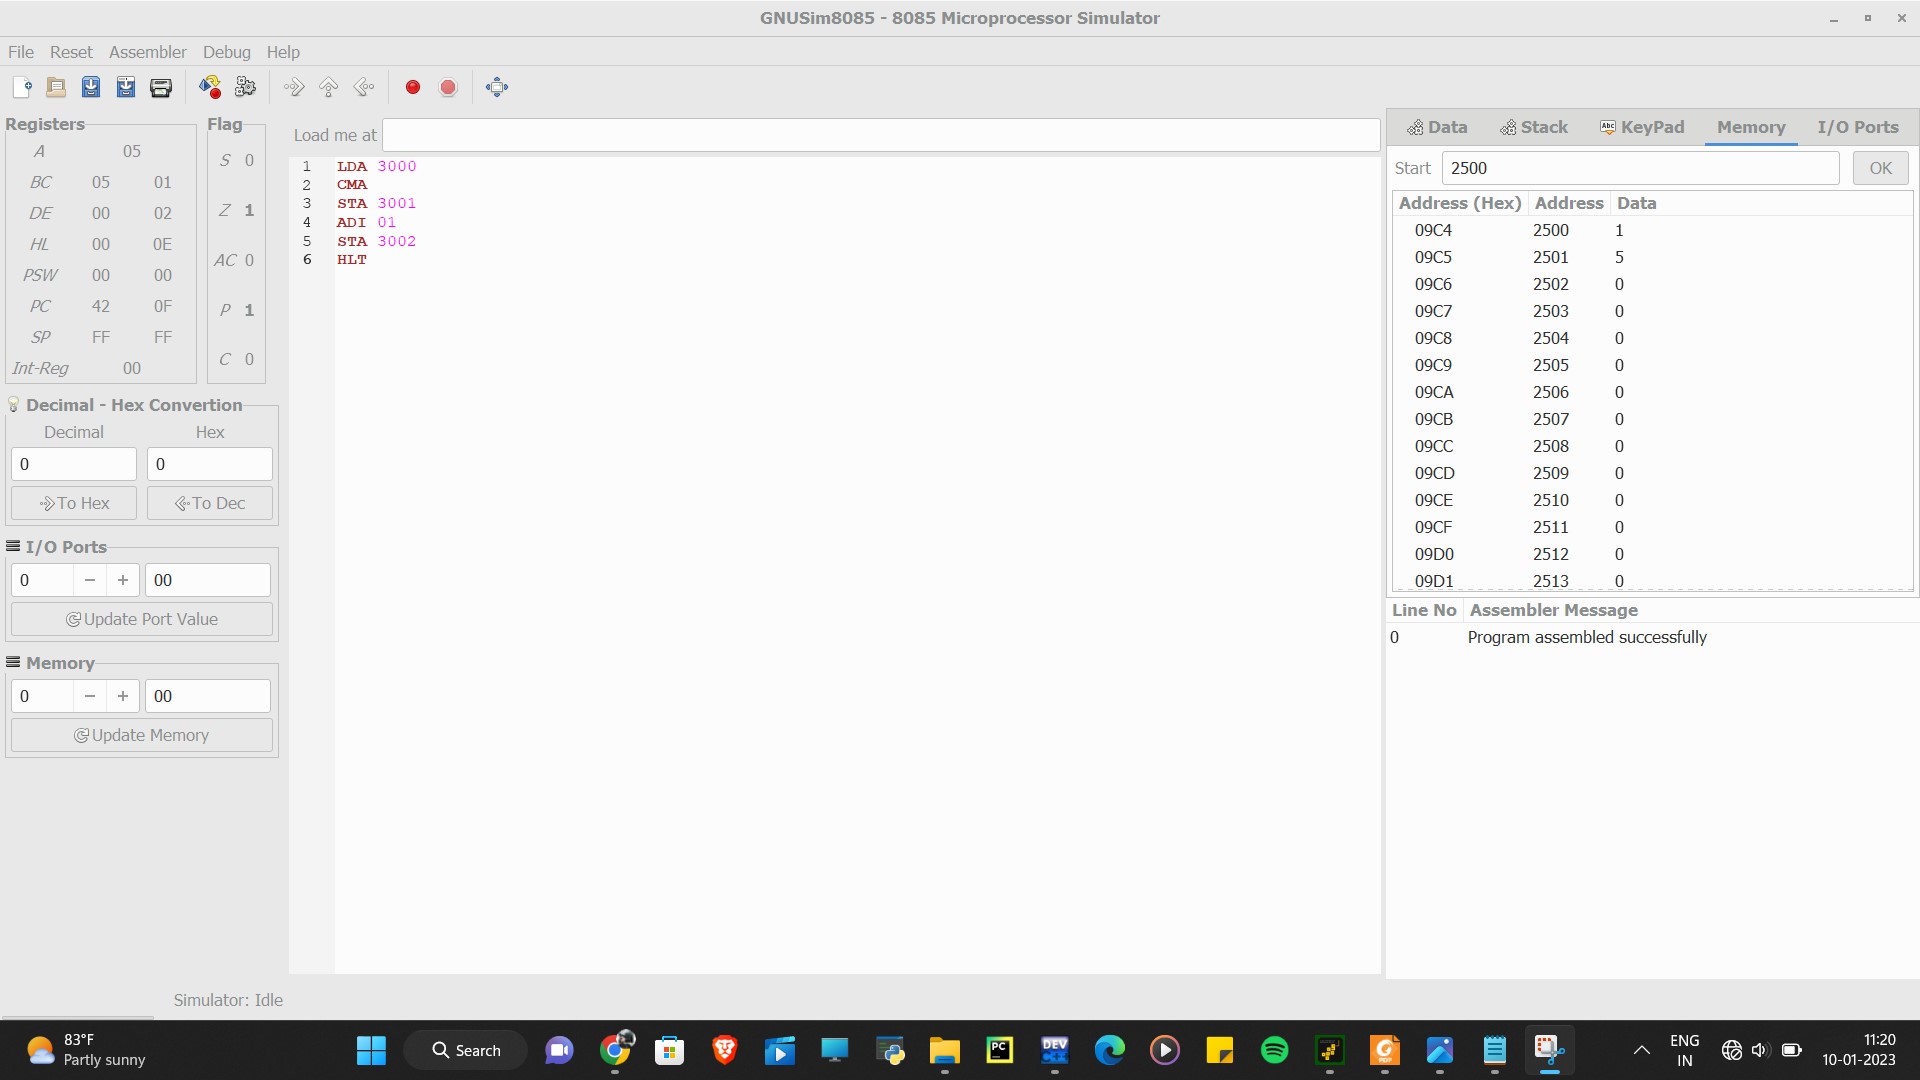 GNUSim8085 - 8085 Microprocessor Simulator
File Reset Assembler Debug Help
Registers
A 05
BC 05 01
DE 00 02
HL 00 0E
PSW 00 00
PC 42 0F
SP FF FF
Int-Reg 00
Flag
S 0
Z 1
AC 0
P 1
C 0
Decimal - Hex Convertion
Decimal Hex
0 0
To Hex To Dec
I/O Ports
0 − + 00
Update Port Value
Memory
0 − + 00
Update Memory
Load me at
1 LDA 3000
2 CMA
3 STA 3001
4 ADI 01
5 STA 3002
6 HLT
Data Stack Abc KeyPad Memory I/O Ports
Start 2500 OK
Address (Hex) Address Data
09C4 2500 1
09C5 2501 5
09C6 2502 0
09C7 2503 0
09C8 2504 0
09C9 2505 0
09CA 2506 0
09CB 2507 0
09CC 2508 0
09CD 2509 0
09CE 2510 0
09CF 2511 0
09D0 2512 0
09D1 2513 0
Line No Assembler Message
0 Program assembled successfully
Simulator: Idle
83°F
Partly sunny
Search
PC
DEV
C++
PDF
ENG
IN
11:20
10-01-2023